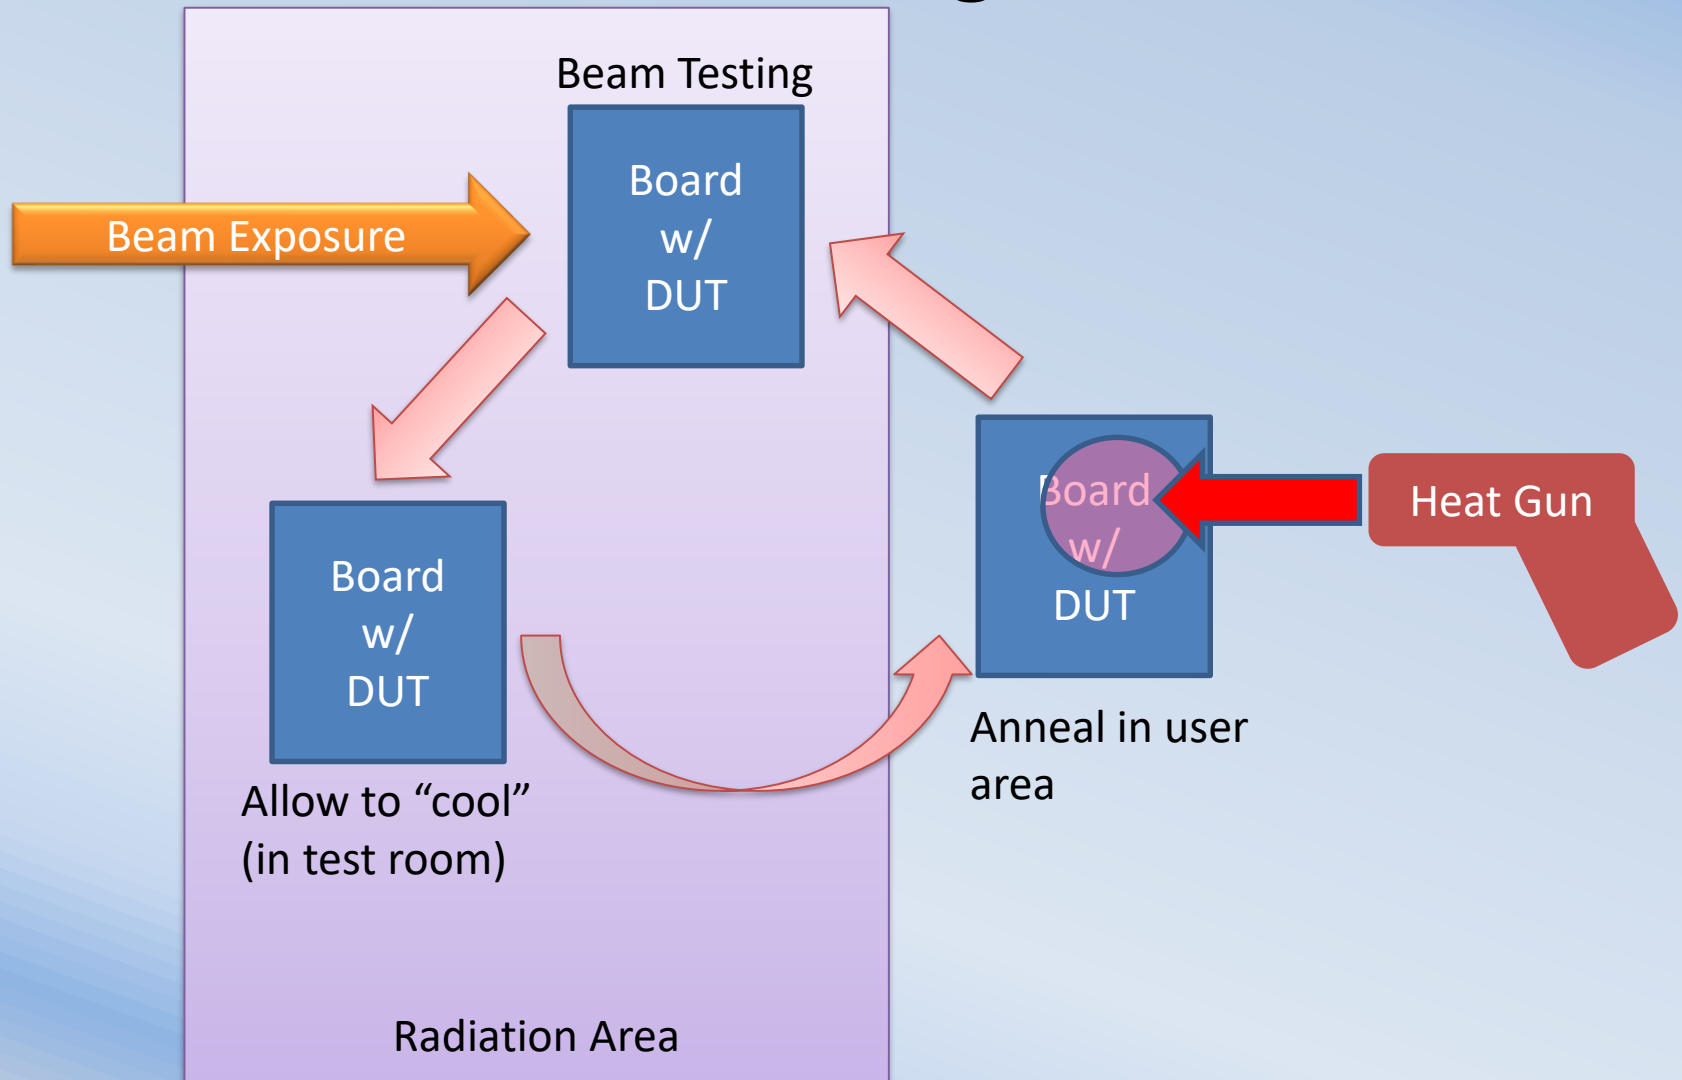 Beam Testing
Board
w/
DUT
Beam Exposure
Board
w/
DUT
Heat Gun
Board
w/
DUT
Anneal in user
area
Allow to “cool”
(in test room)
Radiation Area